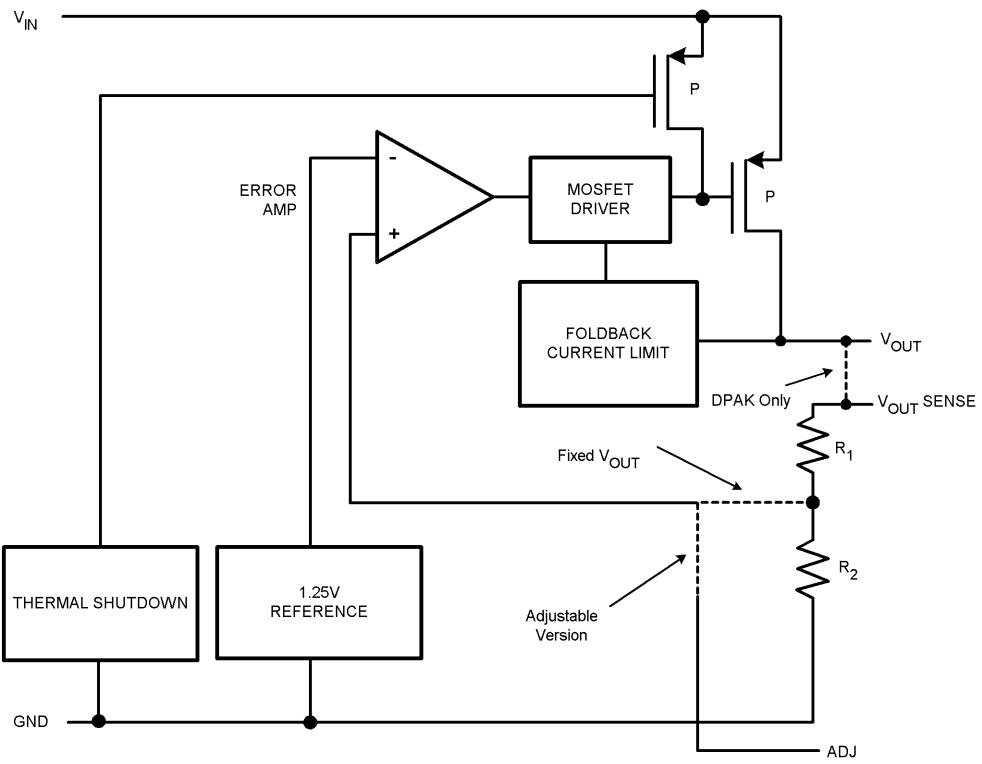 VIN
P
P
-
ERROR
AMP
+
MOSFET
DRIVER
FOLDBACK
CURRENT LIMIT
VOUT
DPAK Only
VOUT SENSE
R1
Fixed VOUT
R2
THERMAL SHUTDOWN
1.25V
REFERENCE
Adjustable
Version
GND
ADJ